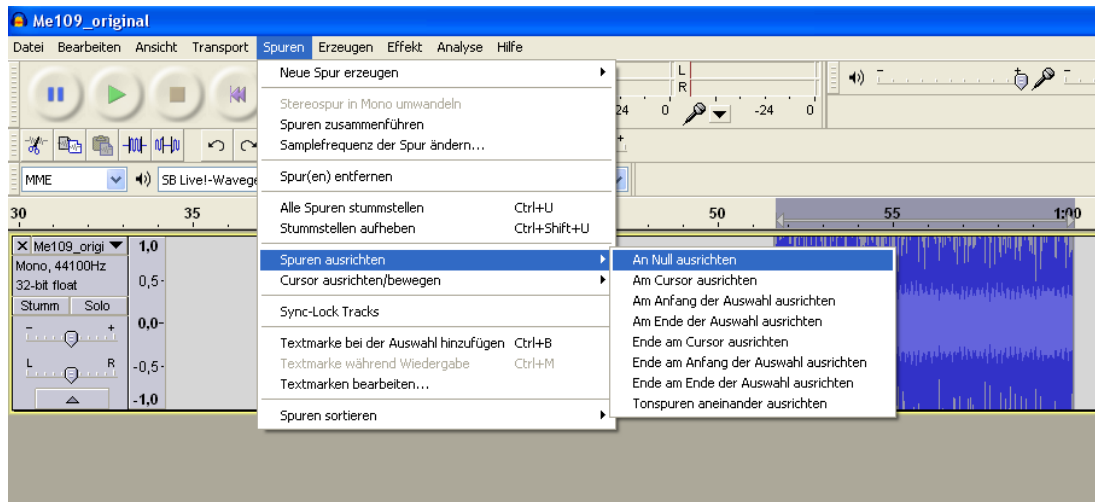 Me109_original
Datei Bearbeiten Ansicht Transport Spuren Erzeugen Effekt Analyse Hilfe
Neue Spur erzeugen
Stereospur in Mono umwandeln
Spuren zusammenführen
Samplefrequenz der Spur ändern...
Spur(en) entfernen
Alle Spuren stummstellen Ctrl+U
Stummstellen aufheben Ctrl+Shift+U
Spuren ausrichten
Cursor ausrichten/bewegen
Sync-Lock Tracks
Textmarke bei der Auswahl hinzufügen Ctrl+B
Textmarke während Wiedergabe Ctrl+M
Textmarken bearbeiten...
Spuren sortieren
An Null ausrichten
Am Cursor ausrichten
Am Anfang der Auswahl ausrichten
Am Ende der Auswahl ausrichten
Ende am Cursor ausrichten
Ende am Anfang der Auswahl ausrichten
Ende am Ende der Auswahl ausrichten
Tonspuren aneinander ausrichten
L
R
24 0 -24 0
MME SB Live!-Wavege
30 35 50 55 1:00
Me109_origi 1,0
Mono, 44100Hz
32-bit float 0,5
Stumm Solo
- + 0,0
L R -0,5
-1,0